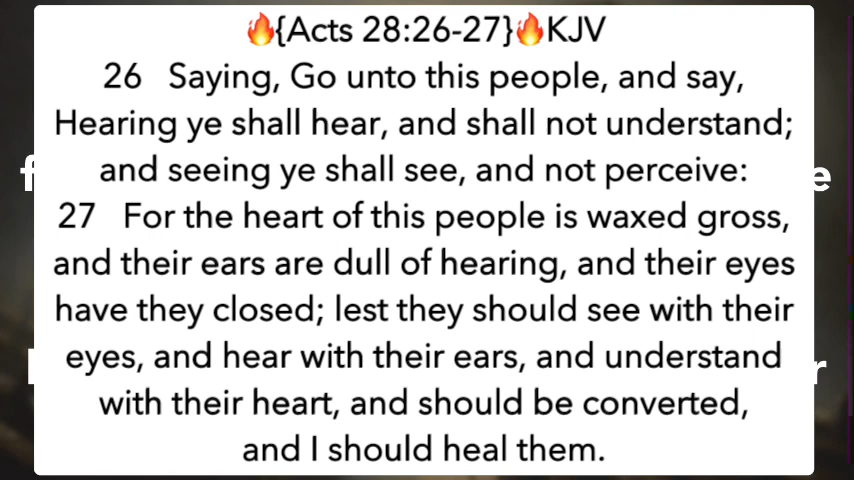 🔥{Acts 28:26-27}🔥KJV
26 Saying, Go unto this people, and say,
Hearing ye shall hear, and shall not understand;
and seeing ye shall see, and not perceive:
27 For the heart of this people is waxed gross,
and their ears are dull of hearing, and their eyes
have they closed; lest they should see with their
eyes, and hear with their ears, and understand
with their heart, and should be converted,
and I should heal them.